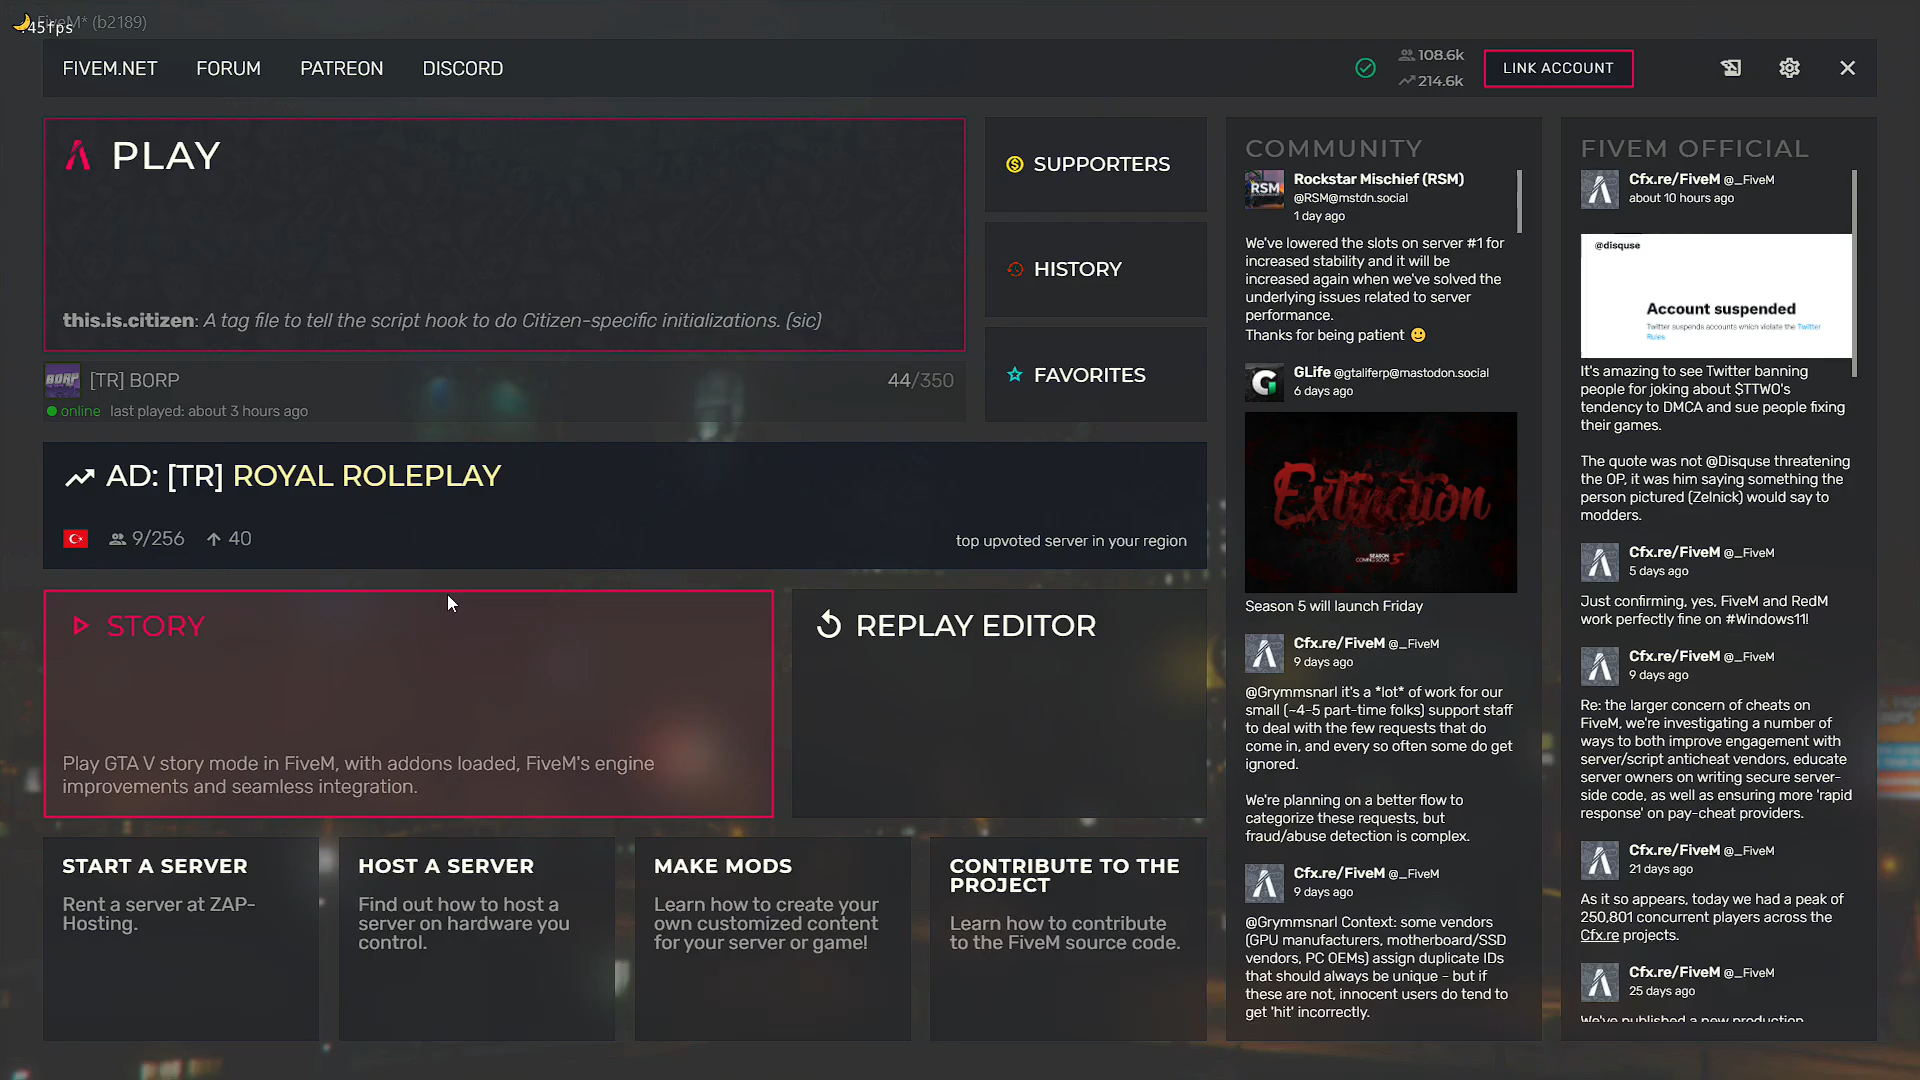 FiveM* (b2189)
45fps
FIVEM.NET
FORUM
PATREON
DISCORD
108.6k
214.6k
LINK ACCOUNT
PLAY
this.is.citizen: A tag file to tell the script hook to do Citizen-specific initializations. (sic)
BORP
[TR] BORP
44/350
online
last played: about 3 hours ago
SUPPORTERS
HISTORY
FAVORITES
AD: [TR] ROYAL ROLEPLAY
9/256
40
top upvoted server in your region
STORY
Play GTA V story mode in FiveM, with addons loaded, FiveM's engine
improvements and seamless integration.
REPLAY EDITOR
START A SERVER
Rent a server at ZAP-
Hosting.
HOST A SERVER
Find out how to host a
server on hardware you
control.
MAKE MODS
Learn how to create your
own customized content
for your server or game!
CONTRIBUTE TO THE
PROJECT
Learn how to contribute
to the FiveM source code.
COMMUNITY
RSM
Rockstar Mischief (RSM)
@RSM@mstdn.social
1 day ago
We've lowered the slots on server #1 for
increased stability and it will be
increased again when we've solved the
underlying issues related to server
performance.
Thanks for being patient 🙂
GLife @gtaliferp@mastodon.social
6 days ago
Extinction
SEASON
COMING SOON 5
Season 5 will launch Friday
Cfx.re/FiveM @_FiveM
9 days ago
@Grymmsnarl it's a *lot* of work for our
small (~4-5 part-time folks) support staff
to deal with the few requests that do
come in, and every so often some do get
ignored.
We're planning on a better flow to
categorize these requests, but
fraud/abuse detection is complex.
Cfx.re/FiveM @_FiveM
9 days ago
@Grymmsnarl Context: some vendors
(GPU manufacturers, motherboard/SSD
vendors, PC OEMs) assign duplicate IDs
that should always be unique - but if
these are not, innocent users do tend to
get 'hit' incorrectly.
FIVEM OFFICIAL
Cfx.re/FiveM @_FiveM
about 10 hours ago
@disquse
Account suspended
Twitter suspends accounts which violate the Twitter
Rules
It's amazing to see Twitter banning
people for joking about $TTWO's
tendency to DMCA and sue people fixing
their games.
The quote was not @Disquse threatening
the OP, it was him saying something the
person pictured (Zelnick) would say to
modders.
Cfx.re/FiveM @_FiveM
5 days ago
Just confirming, yes, FiveM and RedM
work perfectly fine on #Windows11!
Cfx.re/FiveM @_FiveM
9 days ago
Re: the larger concern of cheats on
FiveM, we're investigating a number of
ways to both improve engagement with
server/script anticheat vendors, educate
server owners on writing secure server-
side code, as well as ensuring more 'rapid
response' on pay-cheat providers.
Cfx.re/FiveM @_FiveM
21 days ago
As it so appears, today we had a peak of
250,801 concurrent players across the
Cfx.re projects.
Cfx.re/FiveM @_FiveM
25 days ago
We've published a new production